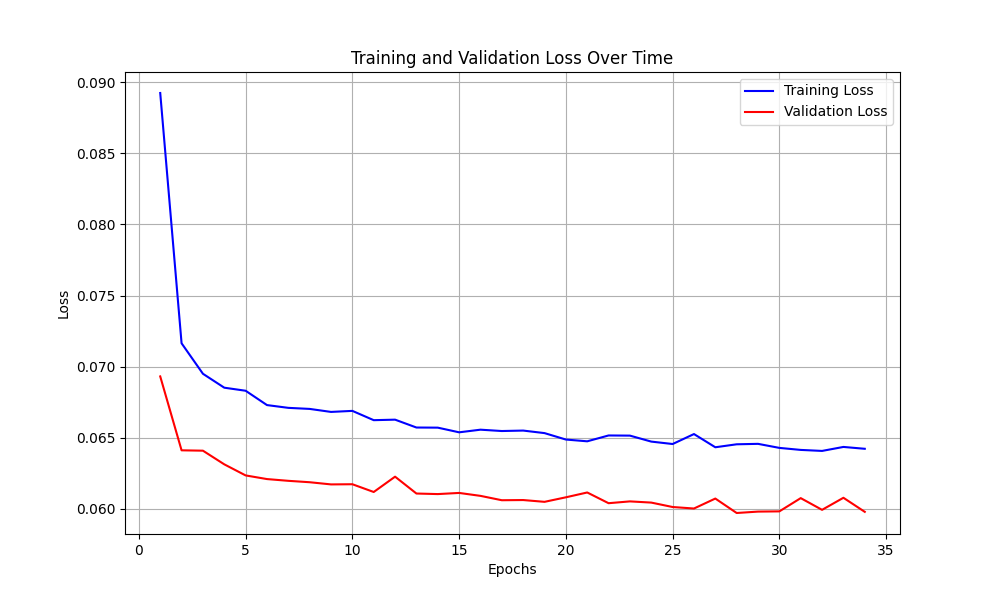 Training and Validation Loss Over Time
0.090
0.085
0.080
0.075
0.070
0.065
0.060
Loss
Training Loss
Validation Loss
0 5 10 15 20 25 30 35
Epochs